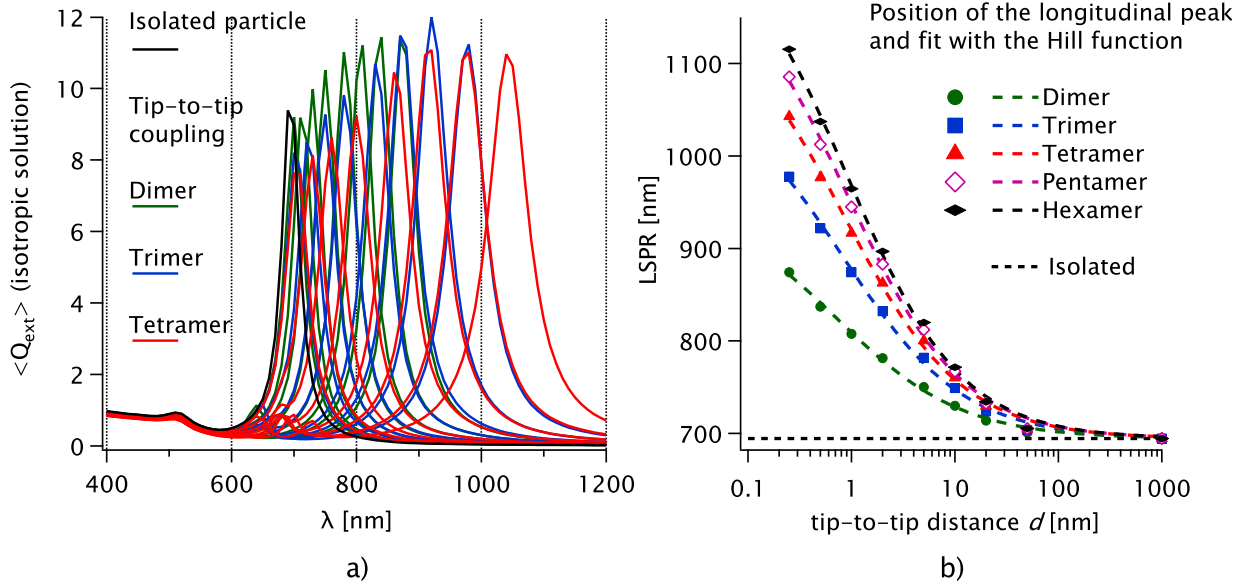 Isolated particle
Tip-to-tip
coupling
Dimer
Trimer
Tetramer
<Q_ext> (isotropic solution)
12
10
8
6
4
2
0
400
600
800
1000
1200
λ [nm]
a)
Position of the longitudinal peak
and fit with the Hill function
Dimer
Trimer
Tetramer
Pentamer
Hexamer
Isolated
LSPR [nm]
1100
1000
900
800
700
0.1
1
10
100
1000
tip-to-tip distance d [nm]
b)